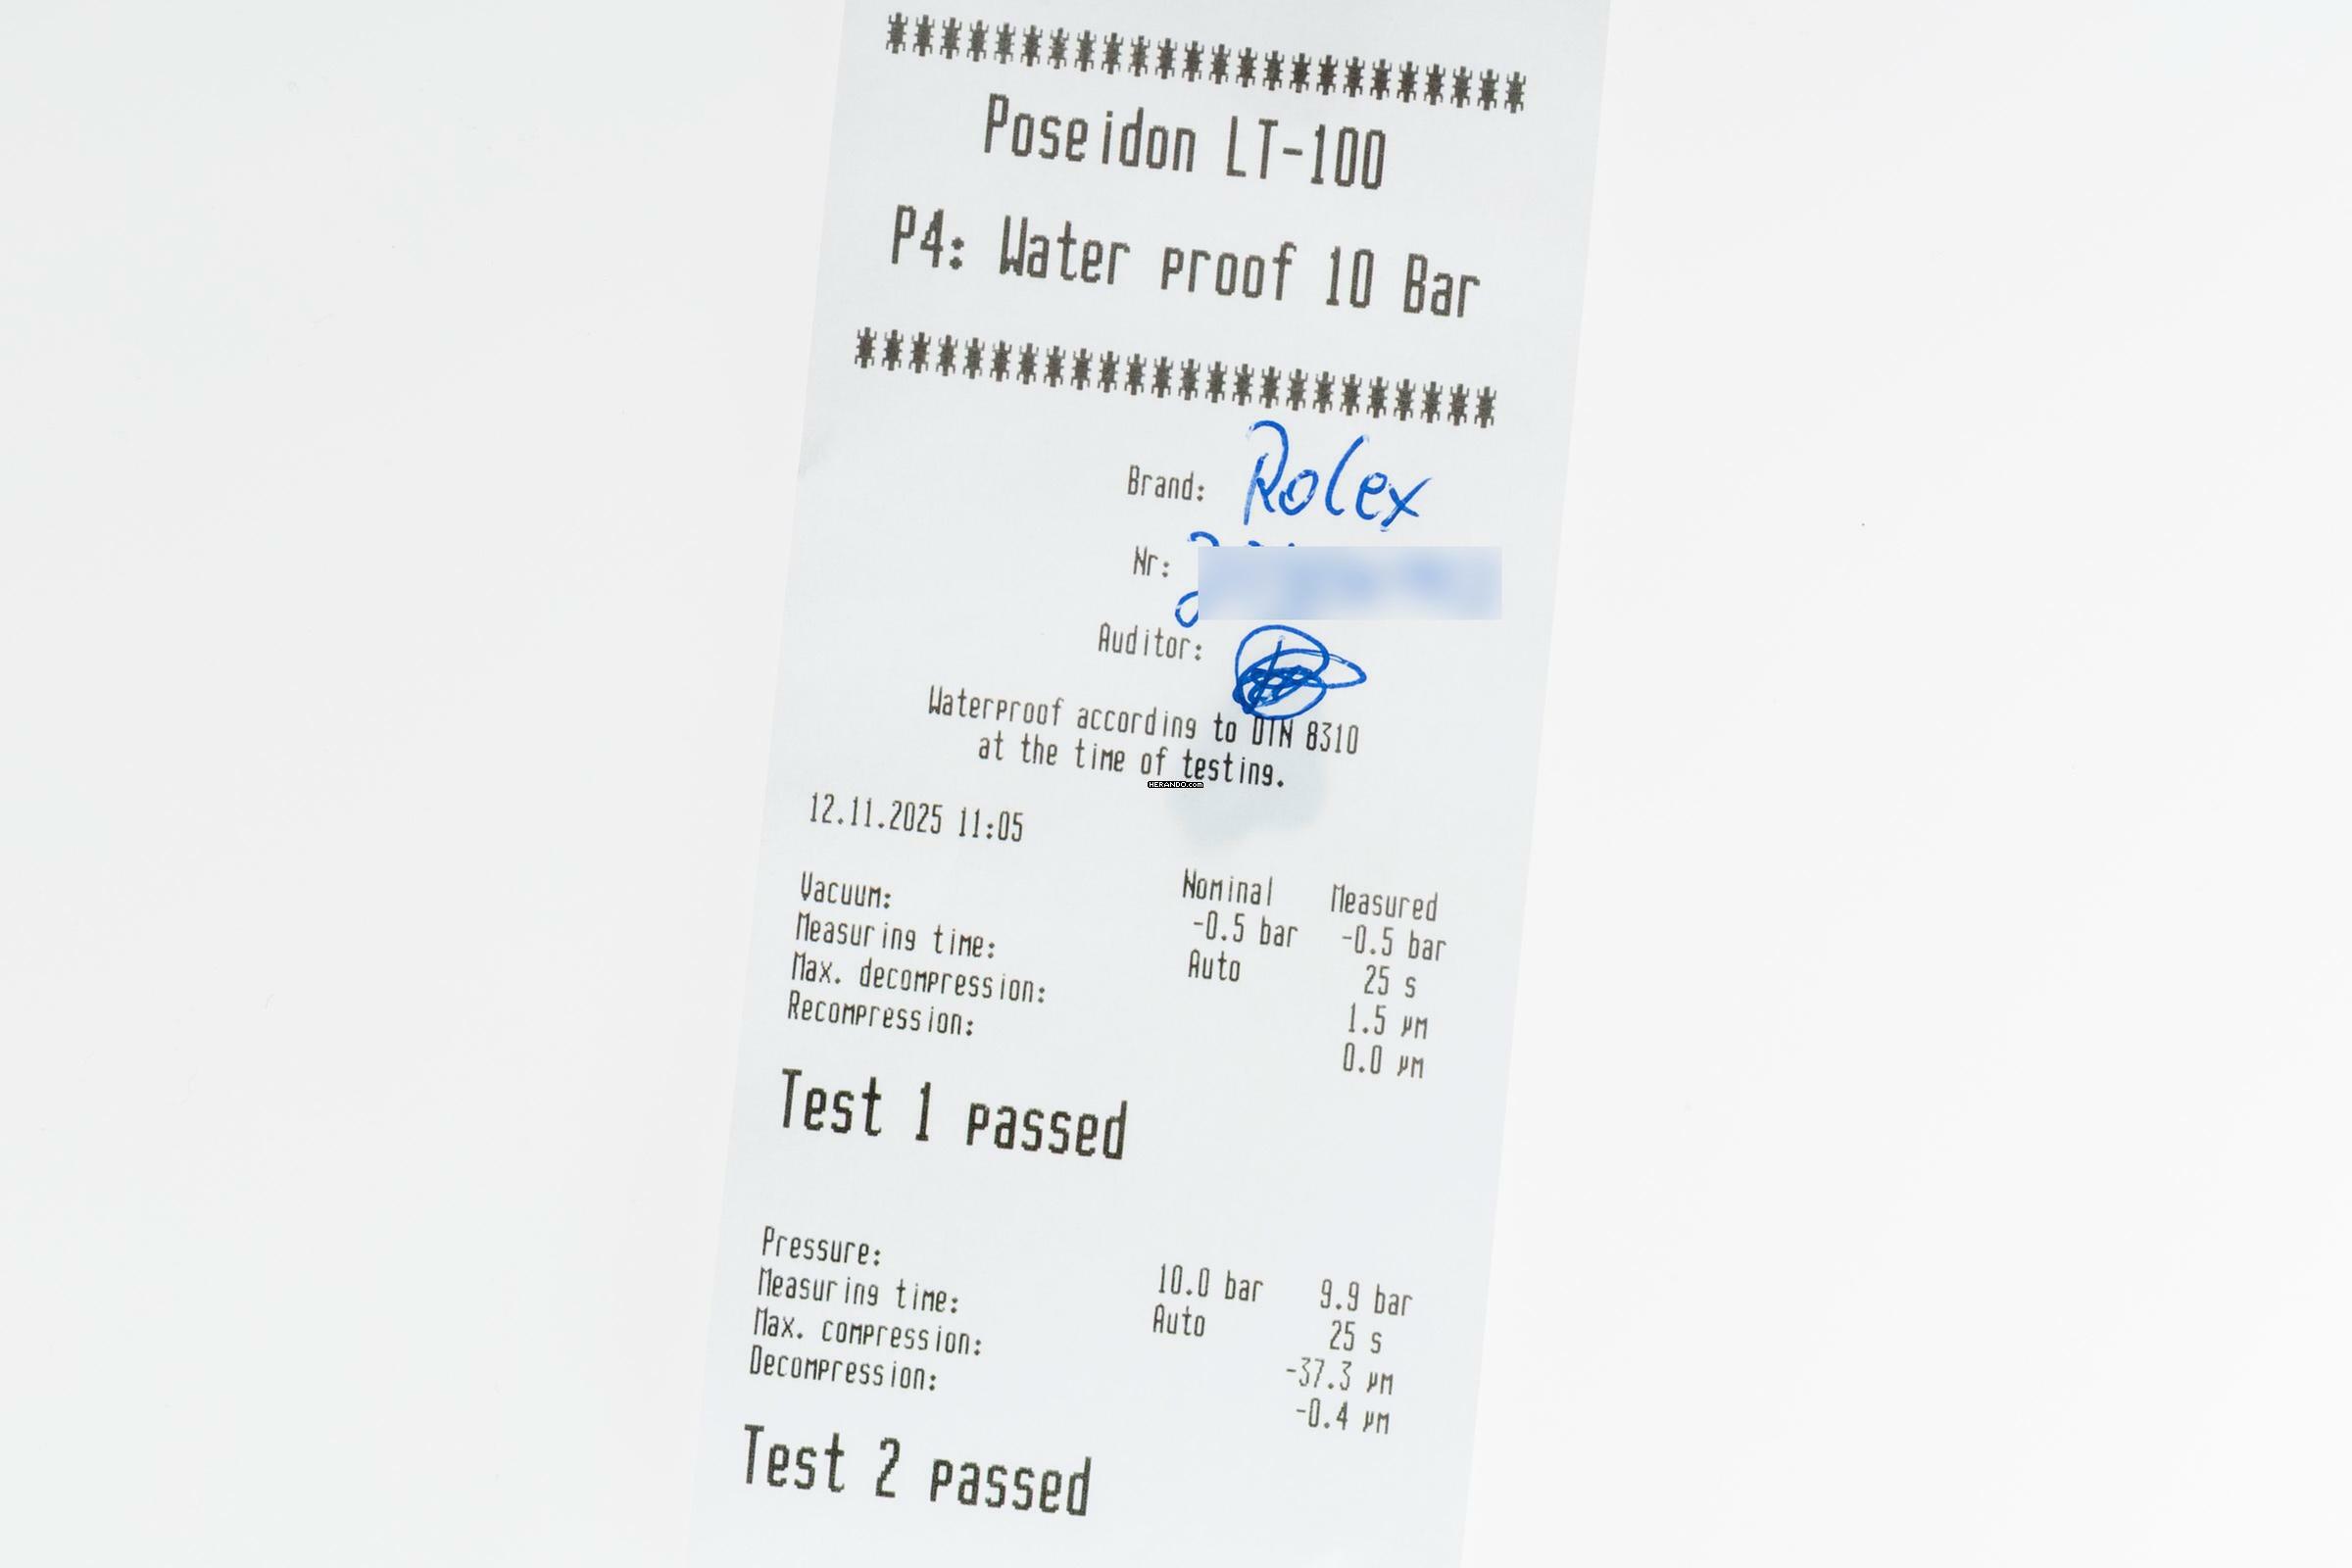 ************************
Poseidon LT-100
P4: Water proof 10 Bar
************************
Brand: Rolex
Nr:
Auditor:
Waterproof according to DIN 8310
at the time of testing.
HERANDO.com
12.11.2025 11:05
Nominal Measured
Vacuum: -0.5 bar -0.5 bar
Measuring time: Auto 25 s
Max. decompression: 1.5 µm
Recompression: 0.0 µm
Test 1 passed
Pressure: 10.0 bar 9.9 bar
Measuring time: Auto 25 s
Max. compression: -37.3 µm
Decompression: -0.4 µm
Test 2 passed